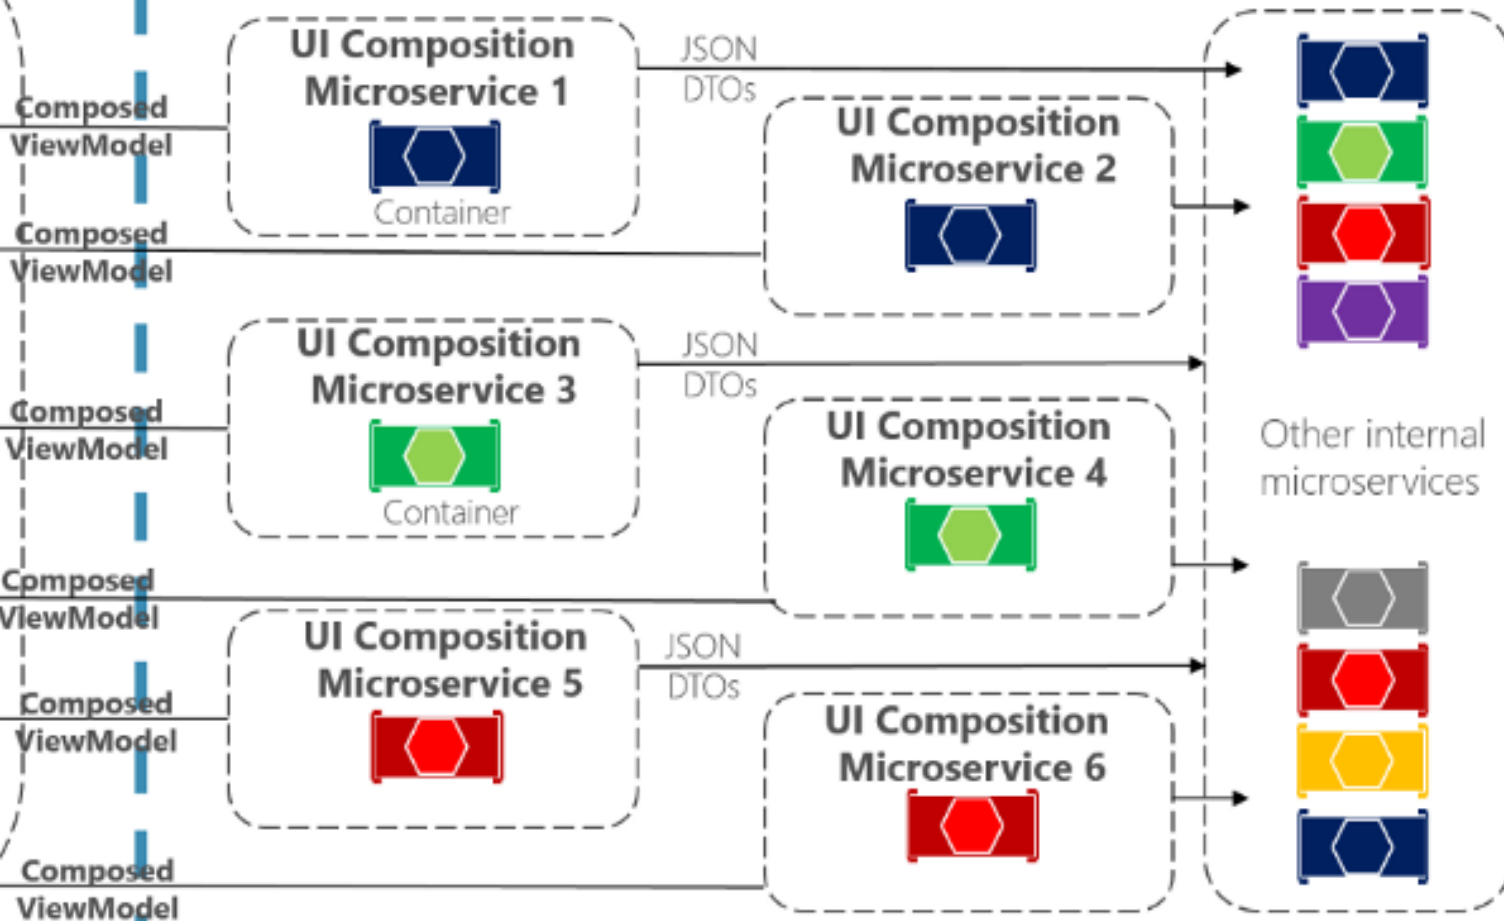 UI Composition
Microservice 1
Container
JSON
DTOs
Composed
ViewModel
UI Composition
Microservice 2
Composed
ViewModel
UI Composition
Microservice 3
Container
JSON
DTOs
Composed
ViewModel
UI Composition
Microservice 4
Other internal
microservices
Composed
ViewModel
UI Composition
Microservice 5
JSON
DTOs
Composed
ViewModel
UI Composition
Microservice 6
Composed
ViewModel